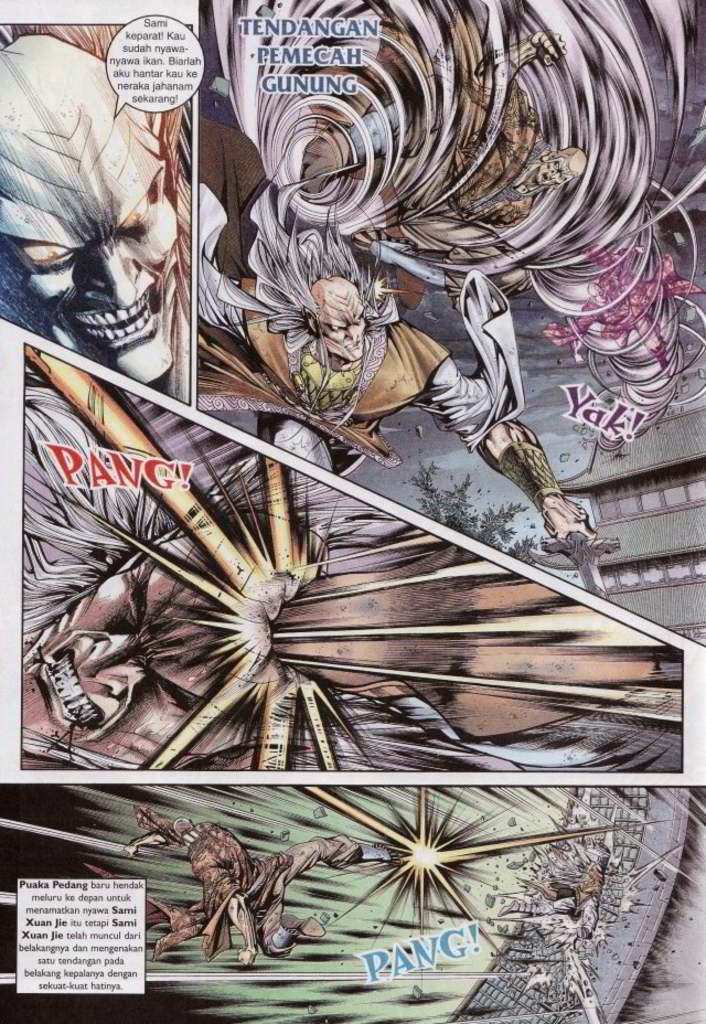 Sami
keparat! Kau
sudah nyawa-
nyawa ikan. Biarlah
aku hantar kau ke
neraka jahanam
sekarang!
TENDANGAN
PEMECAH
GUNUNG
Yak!
PANG!
Puaka Pedang baru hendak
meluru ke depan untuk
menamatkan nyawa Sami
Xuan Jie itu tetapi Sami
Xuan Jie telah muncul dari
belakangnya dan mengenakan
satu tendangan pada
belakang kepalanya dengan
sekuat-kuat hatinya.
PANG!